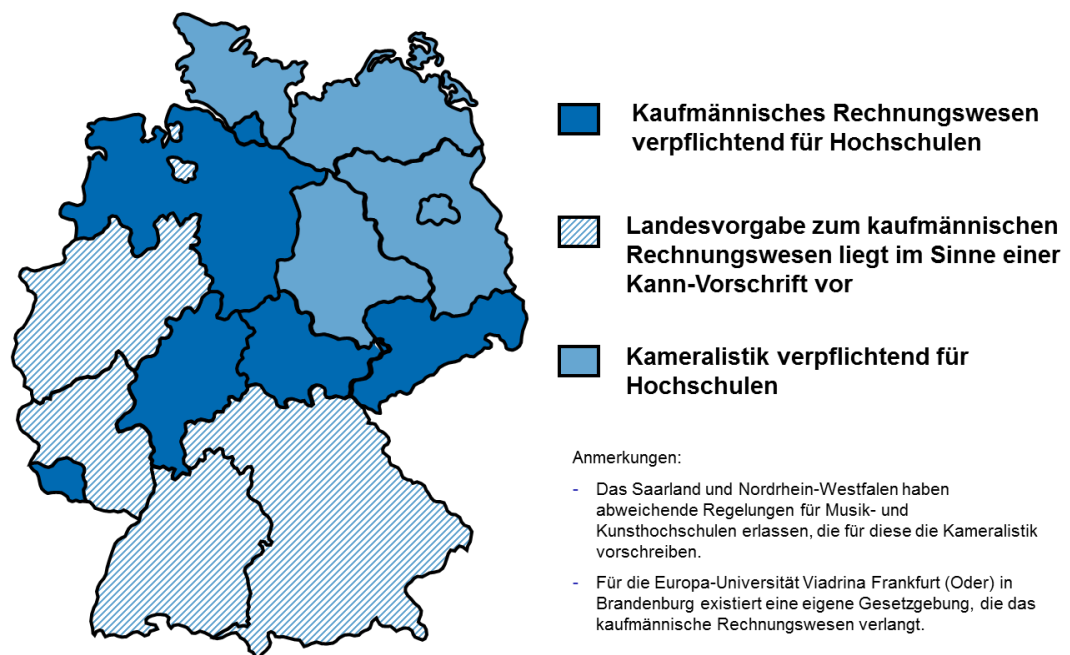 Kaufmännisches Rechnungswesen
verpflichtend für Hochschulen
Landesvorgabe zum kaufmännischen
Rechnungswesen liegt im Sinne einer
Kann-Vorschrift vor
Kameralistik verpflichtend für
Hochschulen
Anmerkungen:
- Das Saarland und Nordrhein-Westfalen haben
abweichende Regelungen für Musik- und
Kunsthochschulen erlassen, die für diese die Kameralistik
vorschreiben.
- Für die Europa-Universität Viadrina Frankfurt (Oder) in
Brandenburg existiert eine eigene Gesetzgebung, die das
kaufmännische Rechnungswesen verlangt.